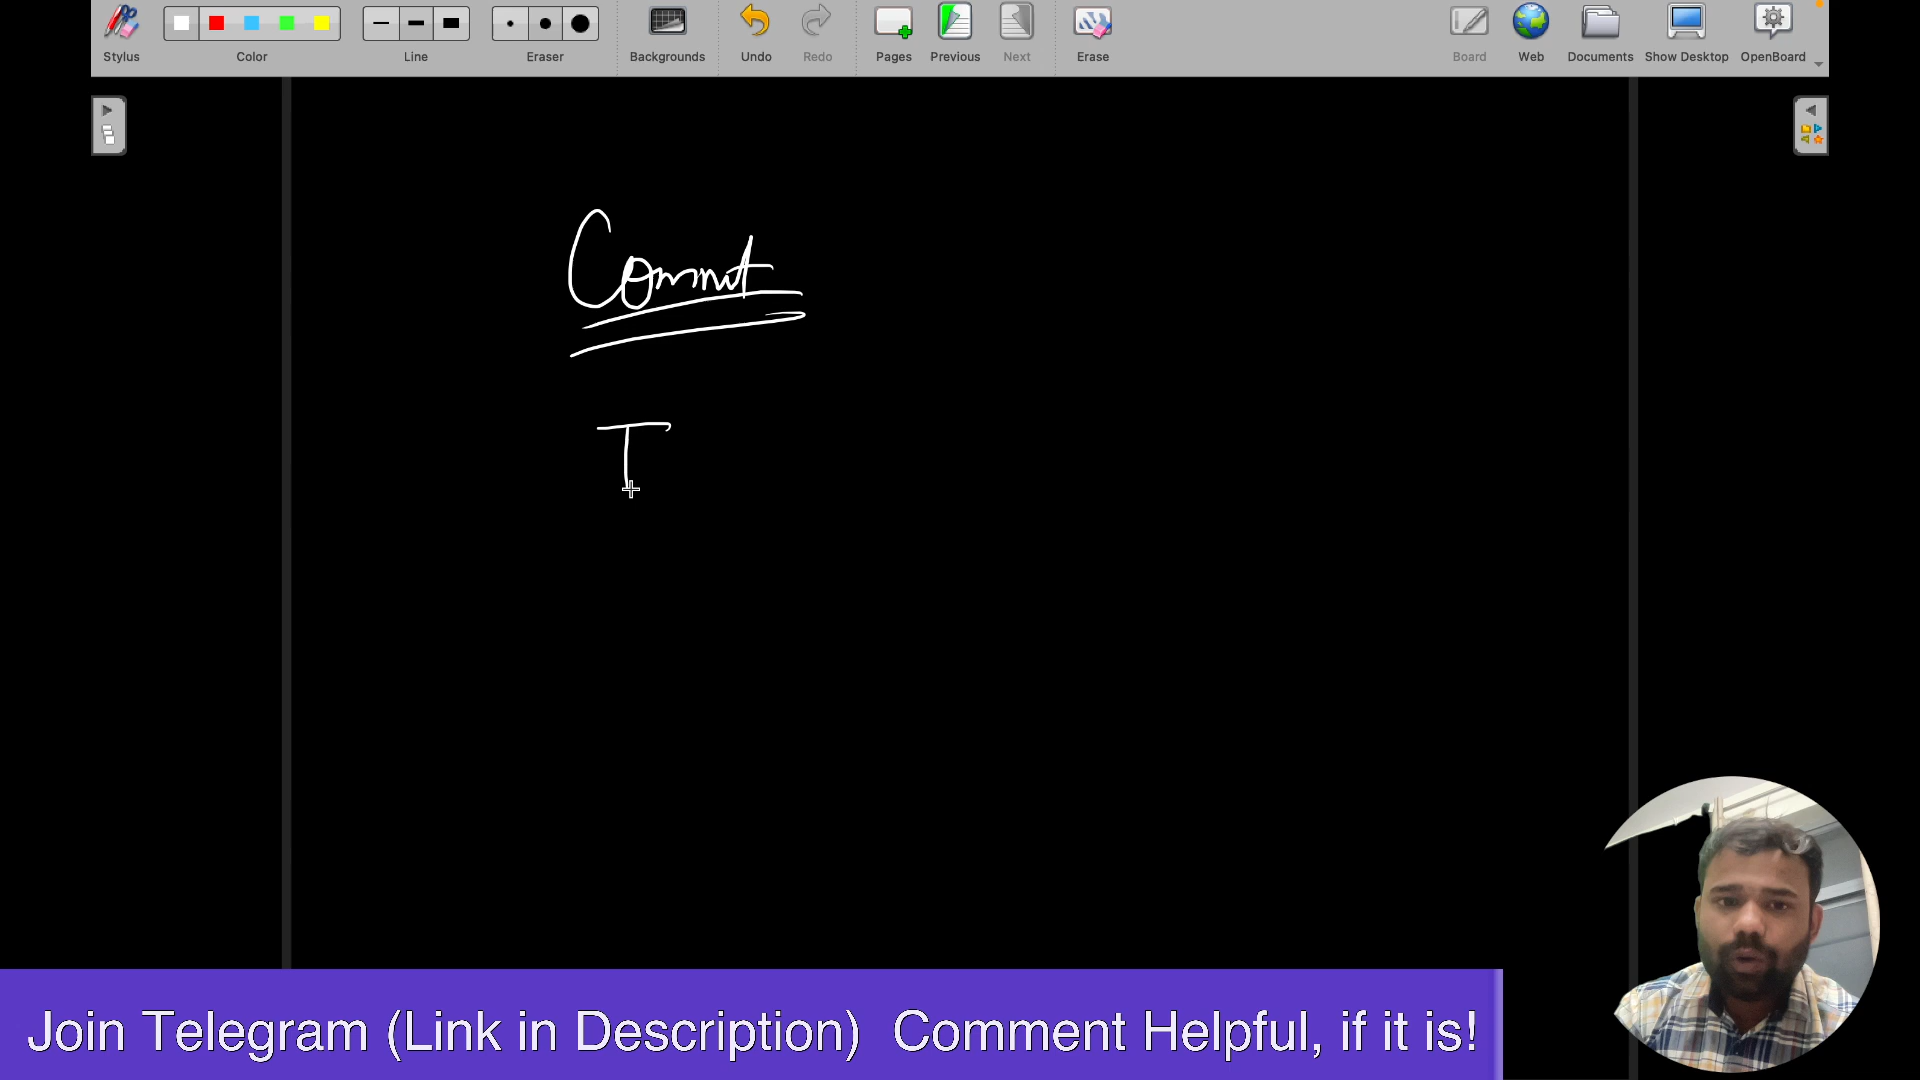 Stylus Color Line Eraser Backgrounds Undo Redo Pages Previous Next Erase Board Web Documents Show Desktop OpenBoard
Commit
T
Join Telegram (Link in Description) Comment Helpful, if it is!